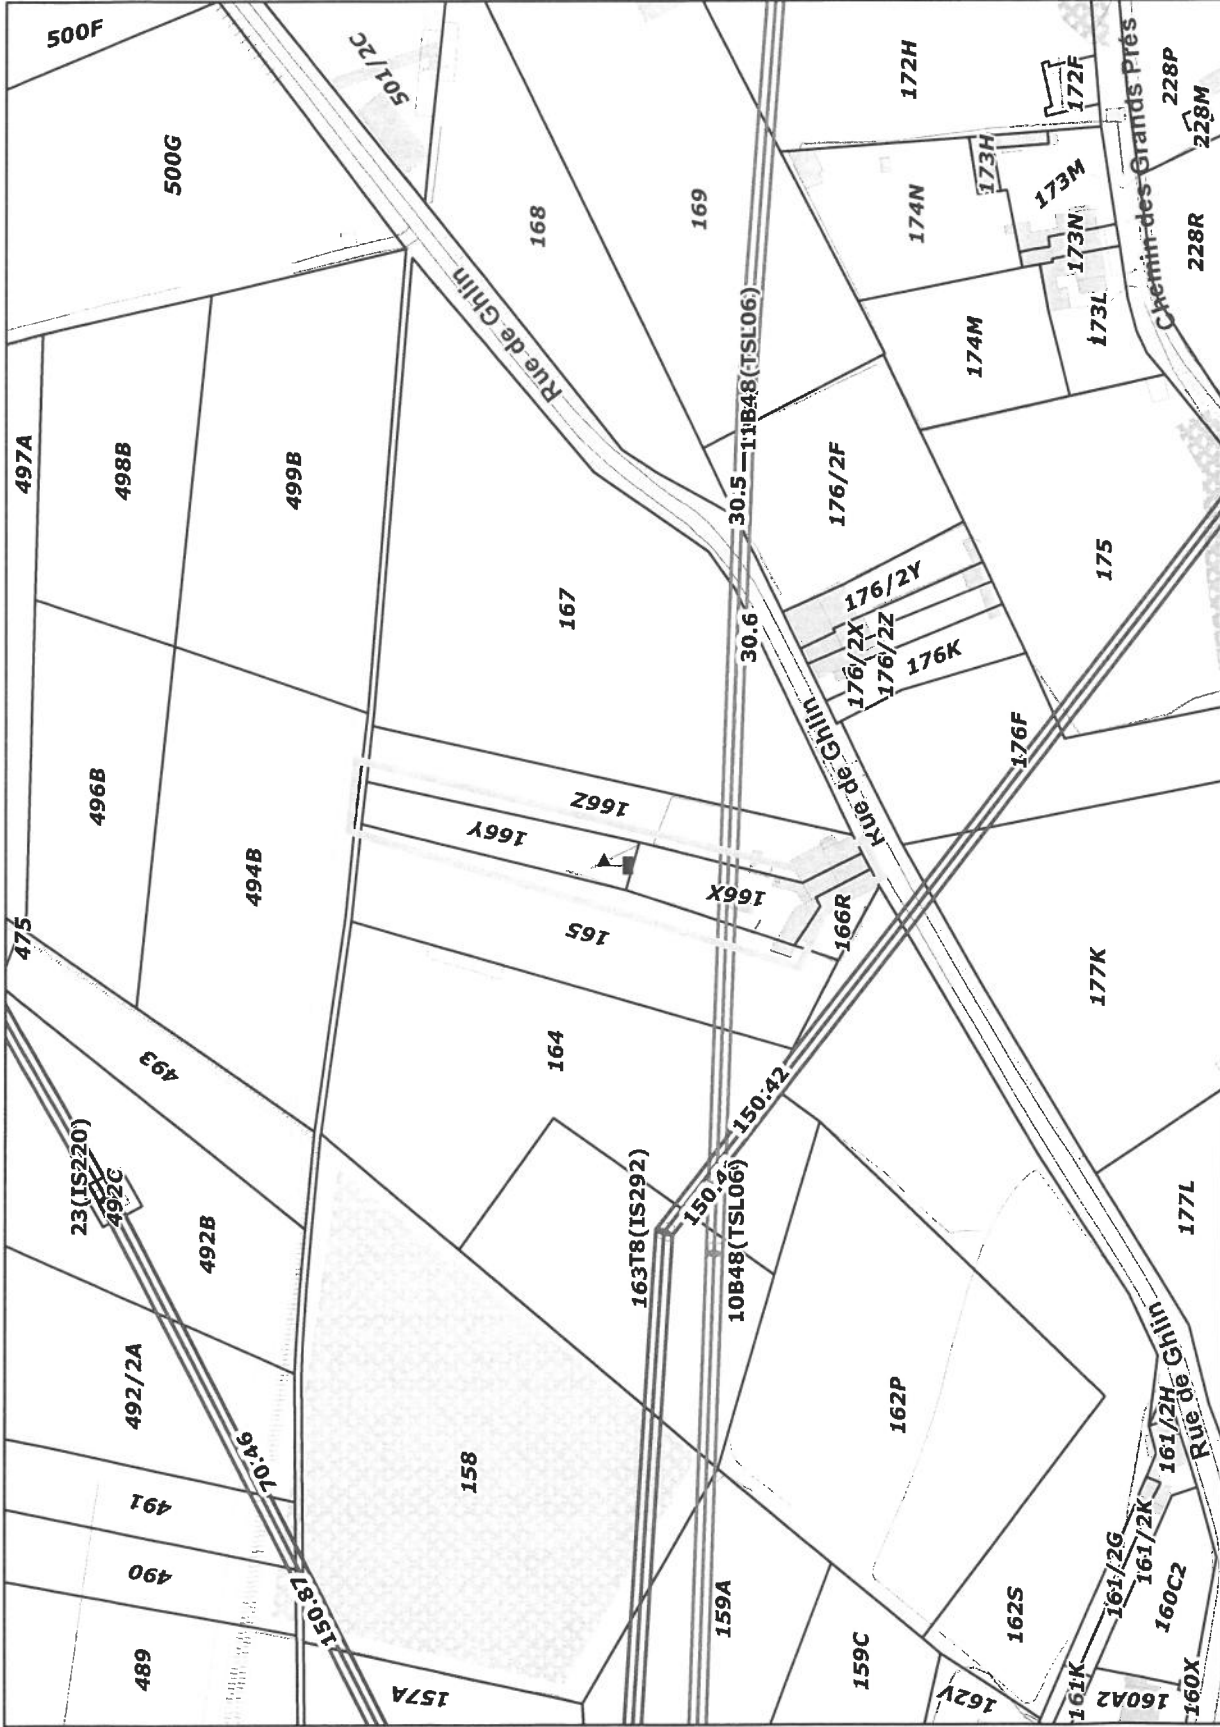 500F
500G
501/2C
497A
498B
499B
168
169
172H
172F
228P
228M
173H
173M
174N
173N
228R
Chemin des Grands Prés
174M
173L
Rue de Ghlin
11B48(TSL06)
30.5
30.6
176/2F
175
167
176/2Y
176/2X
176/2Z
176K
Rue de Ghlin
176F
496B
494B
166Z
166Y
166X
166R
165
164
475
493
177K
23(IS220)
492C
492B
150.42
150.4
163T8(IS292)
10B48(TSL06)
177L
492/2A
70.46
491
490
489
150.87
158
157A
159A
159C
162P
162S
162V
Rue de Ghlin
161/2H
161/2G
161/2K
160C2
161K
160A2
160X